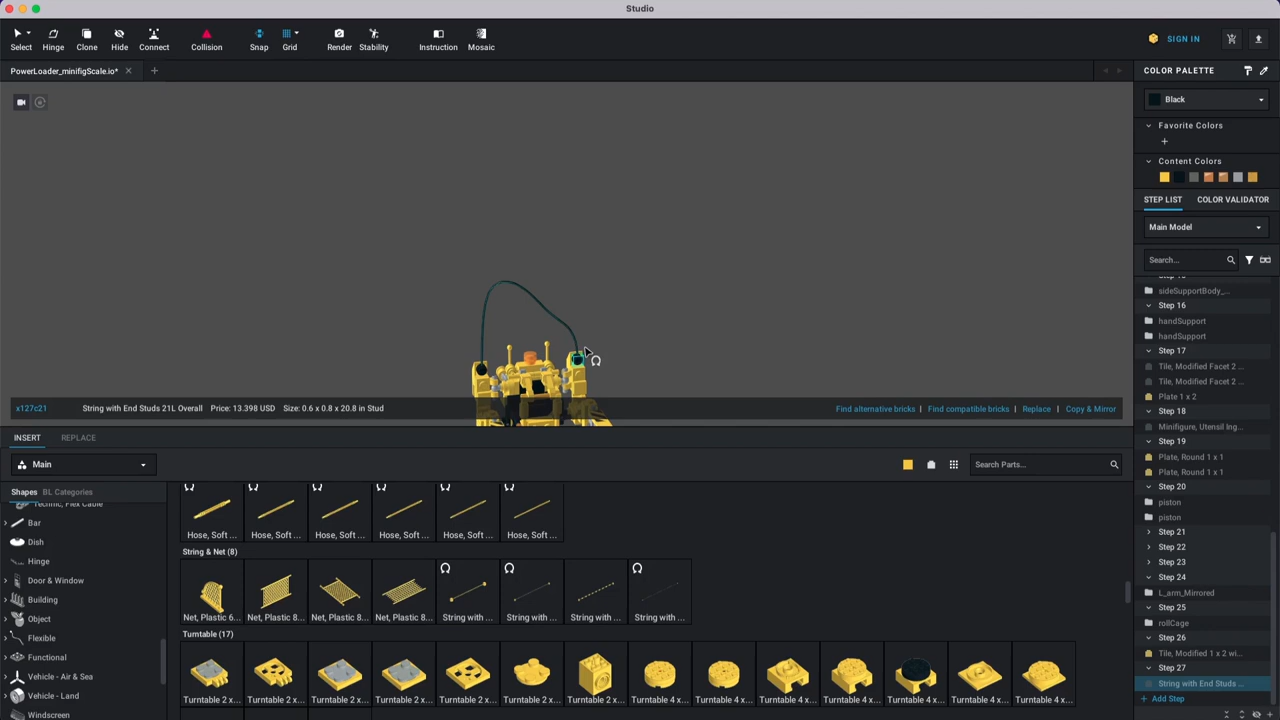 Studio
Select Hinge Clone Hide Connect Collision Snap Grid Render Stability Instruction Mosaic SIGN IN
PowerLoader_minifigScale.io*
COLOR PALETTE
Black
Favorite Colors
Content Colors
STEP LIST COLOR VALIDATOR
Main Model
Search...
sideSupportBody_...
Step 16
handSupport
handSupport
Step 17
Tile, Modified Facet 2 ...
Tile, Modified Facet 2 ...
Plate 1 x 2
Step 18
Minifigure, Utensil Ing...
Step 19
Plate, Round 1 x 1
Plate, Round 1 x 1
Step 20
piston
piston
Step 21
Step 22
Step 23
Step 24
L_arm_Mirrored
Step 25
rollCage
Step 26
Tile, Modified 1 x 2 wi...
Step 27
String with End Studs ...
+ Add Step
x127c21 String with End Studs 21L Overall Price: 13.398 USD Size: 0.6 x 0.8 x 20.8 in Stud Find alternative bricks | Find compatible bricks | Replace | Copy & Mirror
INSERT REPLACE
Main Search Parts...
Shapes BL Categories
Technic, Flex Cable
Bar
Dish
Hinge
Door & Window
Building
Object
Flexible
Functional
Vehicle - Air & Sea
Vehicle - Land
Windscreen
Hose, Soft ... Hose, Soft ... Hose, Soft ... Hose, Soft ... Hose, Soft ... Hose, Soft ...
String & Net (8)
Net, Plastic 6... Net, Plastic 8... Net, Plastic 8... Net, Plastic 8... String with ... String with ... String with ... String with ...
Turntable (17)
Turntable 2 x... Turntable 2 x... Turntable 2 x... Turntable 2 x... Turntable 2 x... Turntable 2 x... Turntable 2 x... Turntable 4 x... Turntable 4 x... Turntable 4 x... Turntable 4 x... Turntable 4 x... Turntable 4 x... Turntable 4 x...